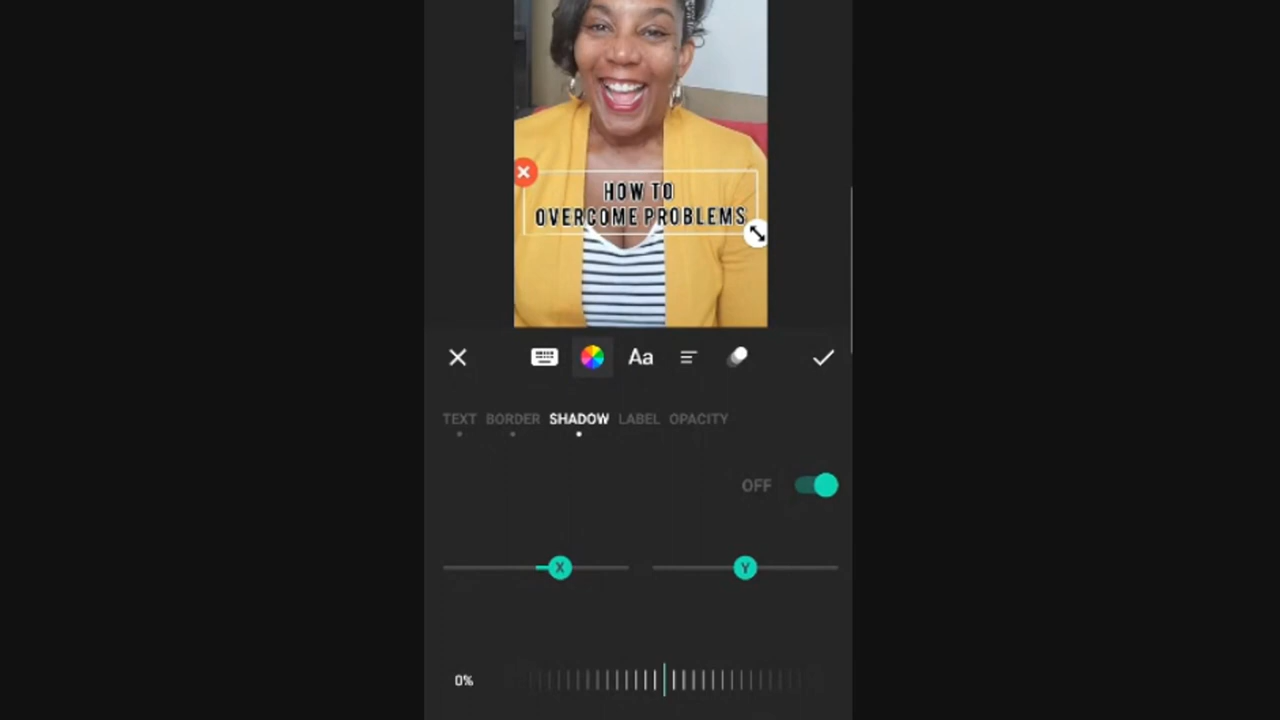 HOW TO
OVERCOME PROBLEMS
Aa
TEXT BORDER SHADOW LABEL OPACITY
OFF
X Y
0%